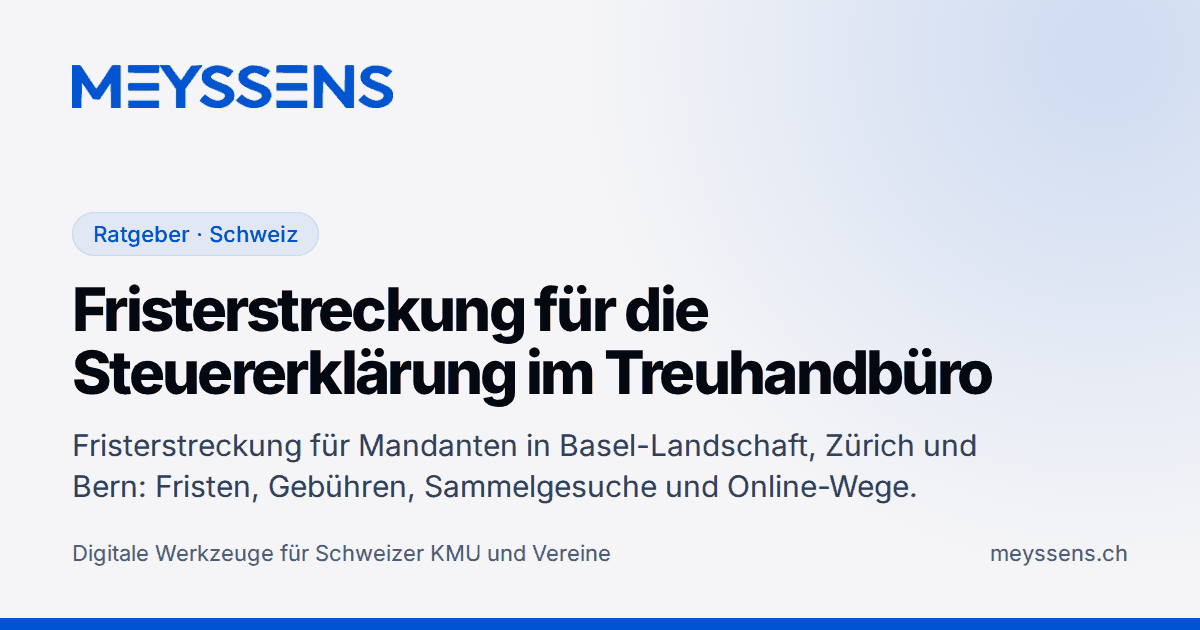 MEYSSENS
Ratgeber · Schweiz
Fristerstreckung für die
Steuererklärung im Treuhandbüro
Fristerstreckung für Mandanten in Basel-Landschaft, Zürich und
Bern: Fristen, Gebühren, Sammelgesuche und Online-Wege.
Digitale Werkzeuge für Schweizer KMU und Vereine
meyssens.ch